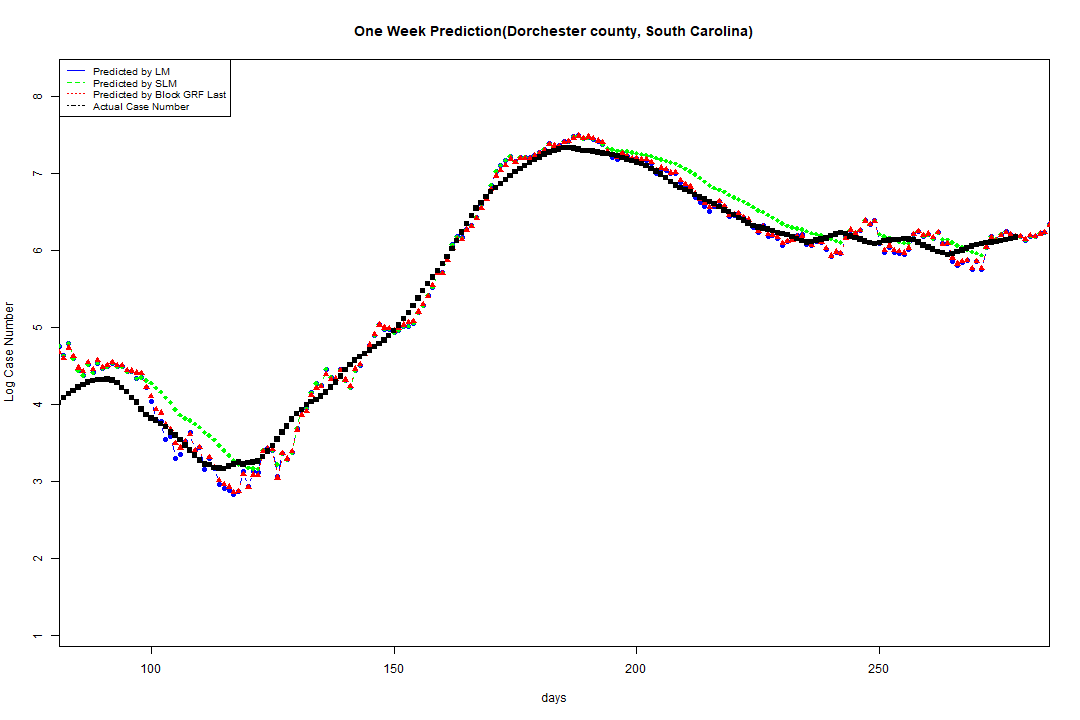 One Week Prediction(Dorchester county, South Carolina)
Predicted by LM
Predicted by SLM
Predicted by Block GRF Last
Actual Case Number
8
7
6
5
4
3
2
1
Log Case Number
100 150 200 250
days